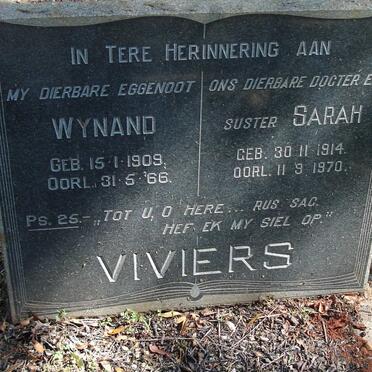 IN TERE HERINNERING AAN
MY DIERBARE EGGENOOT
WYNAND
GEB. 15·1·1909.
OORL. 31·5·'66.
ONS DIERBARE DOGTER E
SUSTER SARAH
GEB. 30·11·1914.
OORL. 11·9·1970.
PS. 25.- „TOT U, O HERE... RUS SAG,
HEF EK MY SIEL OP."
VIVIERS